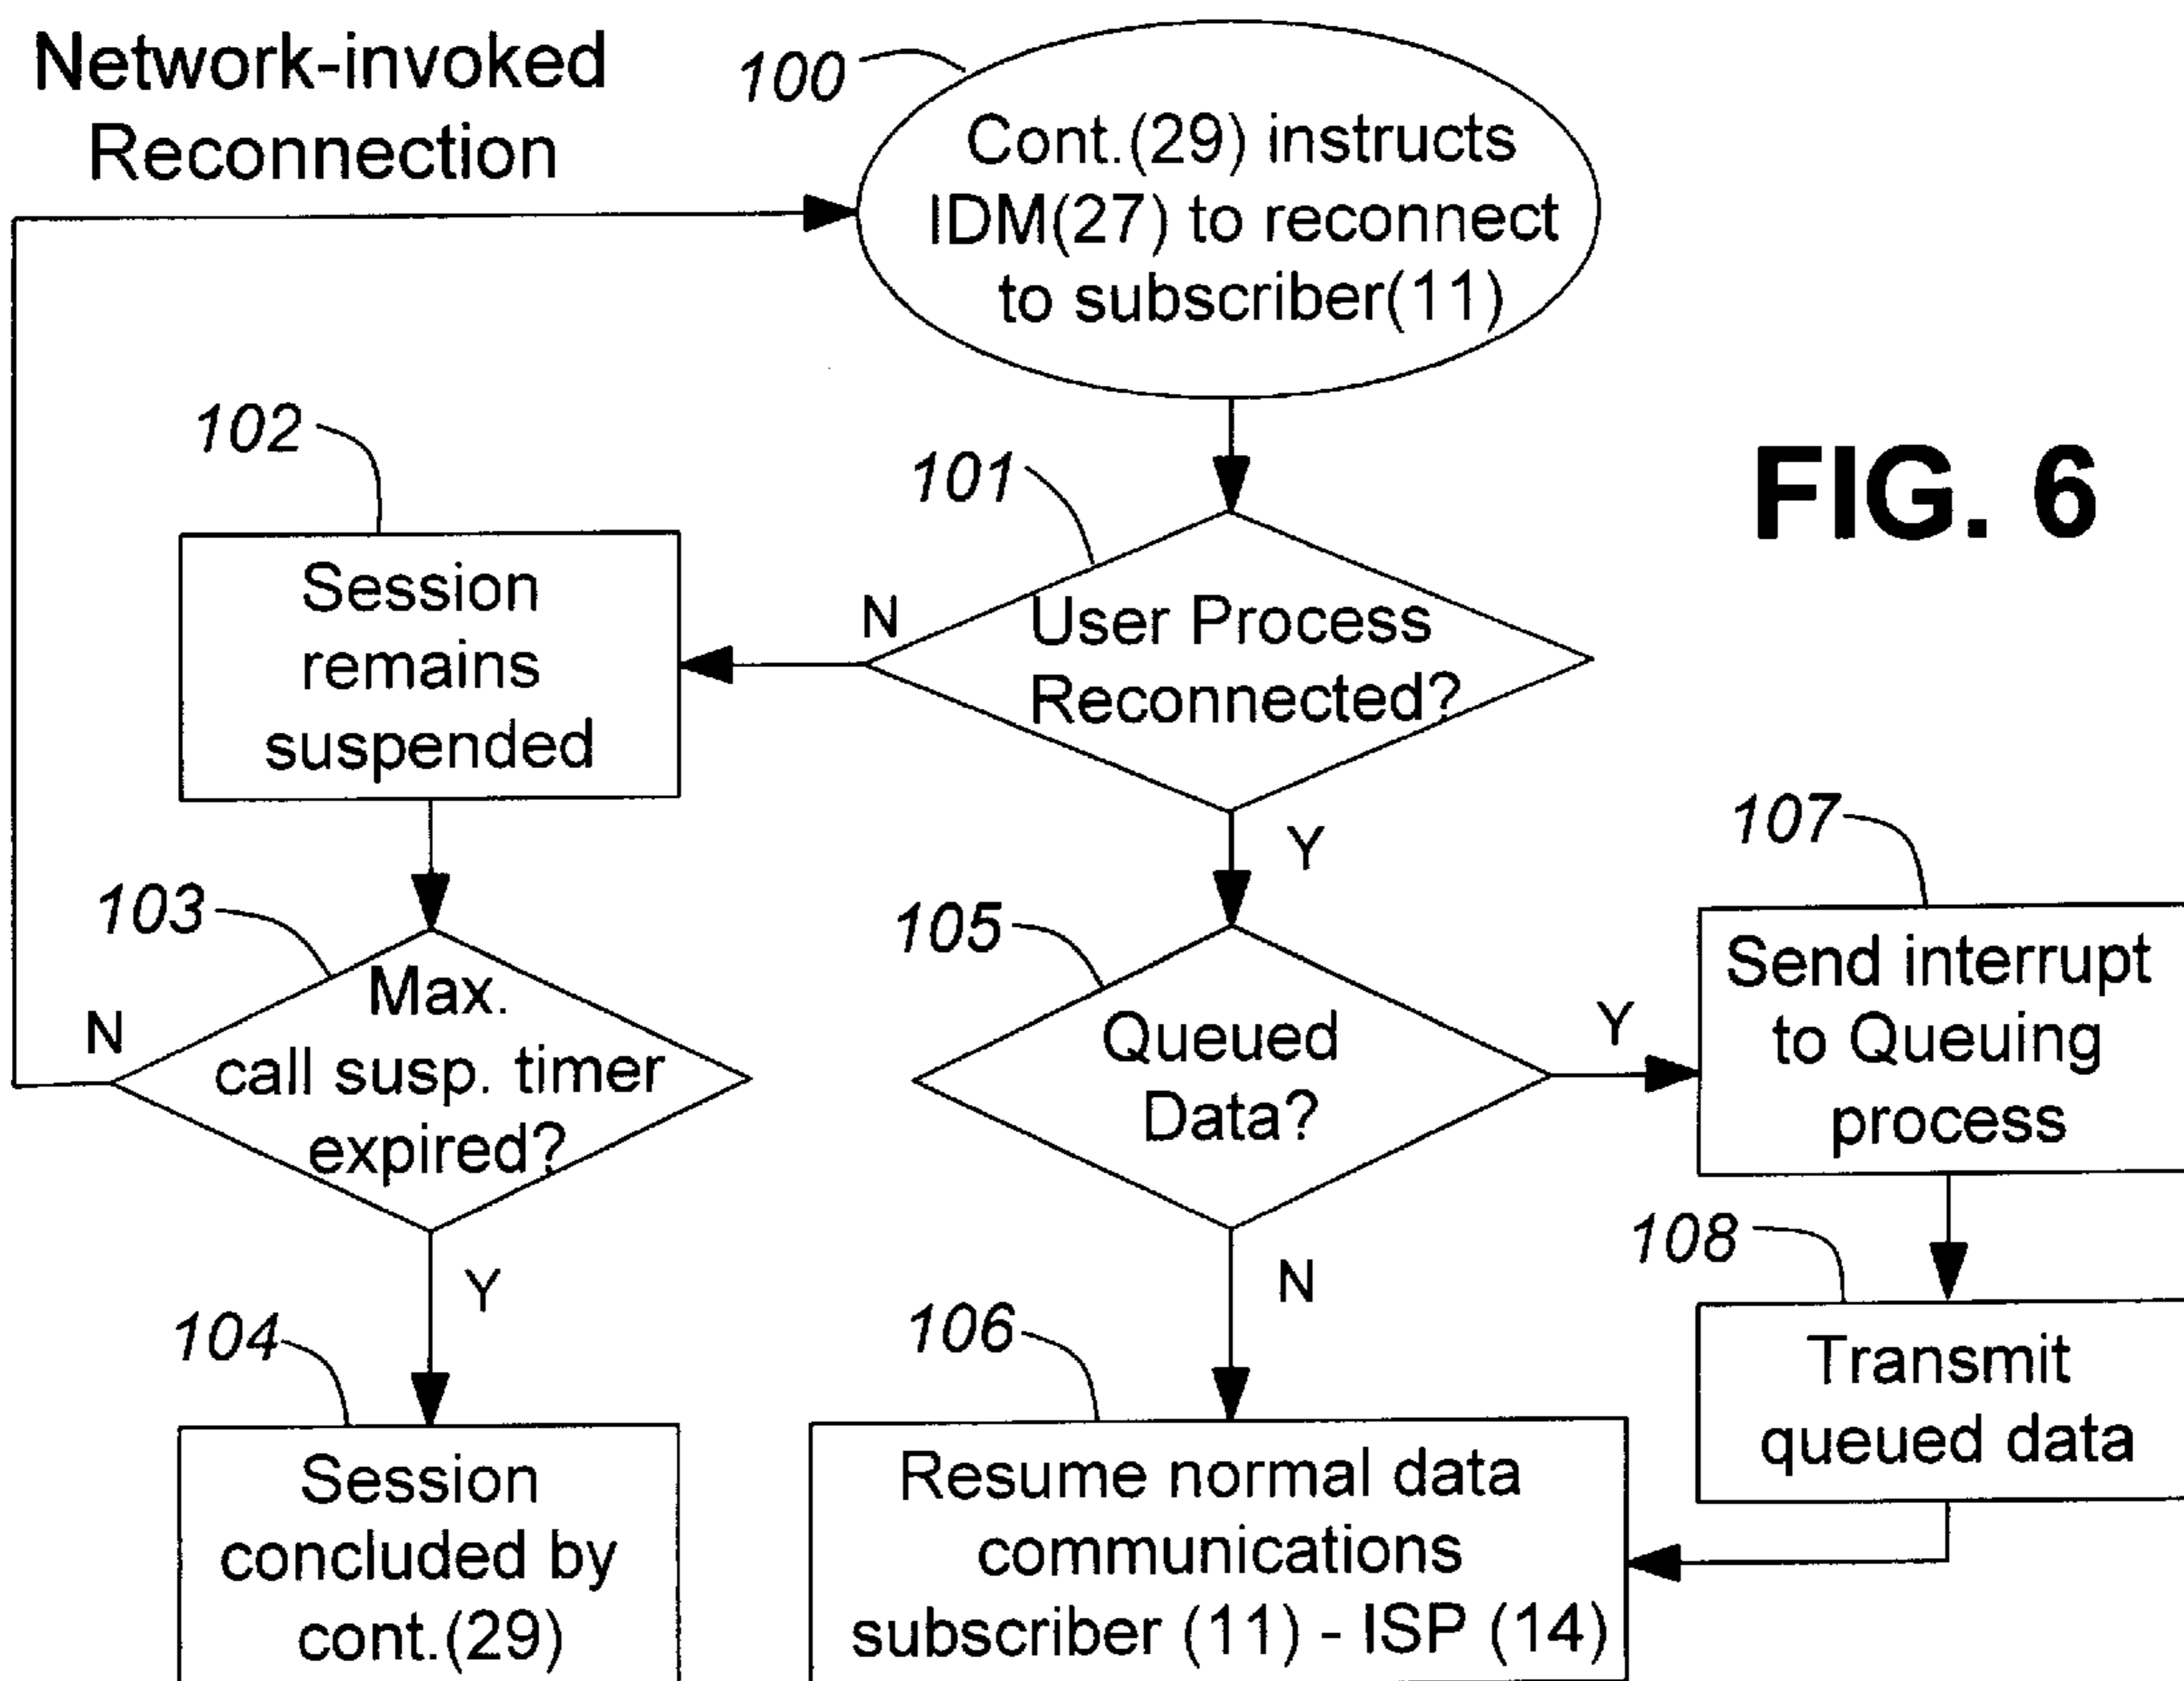 Network-invoked
Reconnection
100
Cont.(29) instructs
IDM(27) to reconnect
to subscriber(11)
FIG. 6
102
Session
remains
suspended
101
User Process
Reconnected?
N
Y
103
Max.
call susp. timer
expired?
N
Y
105
Queued
Data?
Y
N
107
Send interrupt
to Queuing
process
108
Transmit
queued data
104
Session
concluded by
cont.(29)
106
Resume normal data
communications
subscriber (11) - ISP (14)